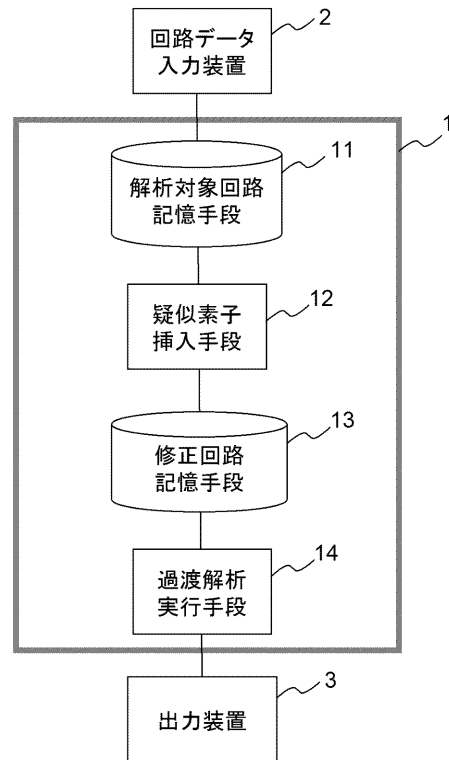 2
回路データ
入力装置
1
11
解析対象回路
記憶手段
12
疑似素子
挿入手段
13
修正回路
記憶手段
14
過渡解析
実行手段
3
出力装置